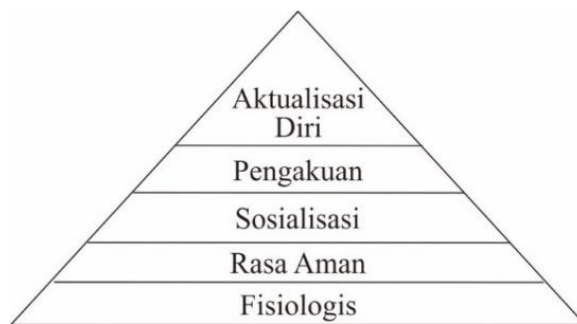 Aktualisasi
Diri
Pengakuan
Sosialisasi
Rasa Aman
Fisiologis